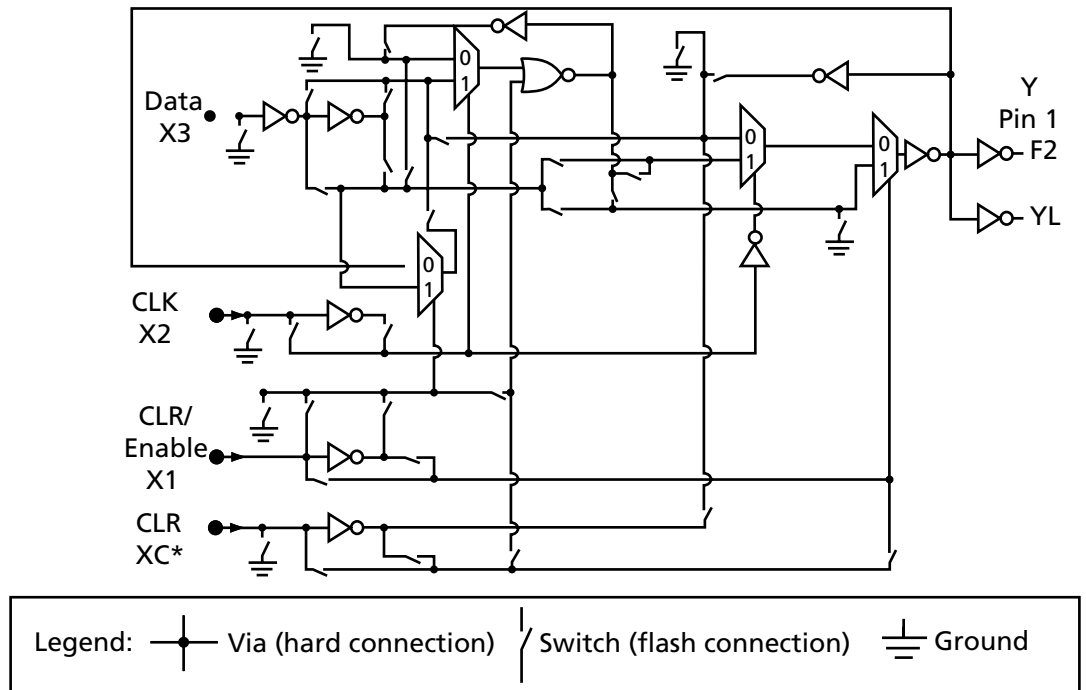 0
1
Data
X3
Y
Pin 1
F2
0
1
0
1
YL
0
1
CLK
X2
CLR/
Enable
X1
CLR
XC*
Legend: Via (hard connection) Switch (flash connection) Ground